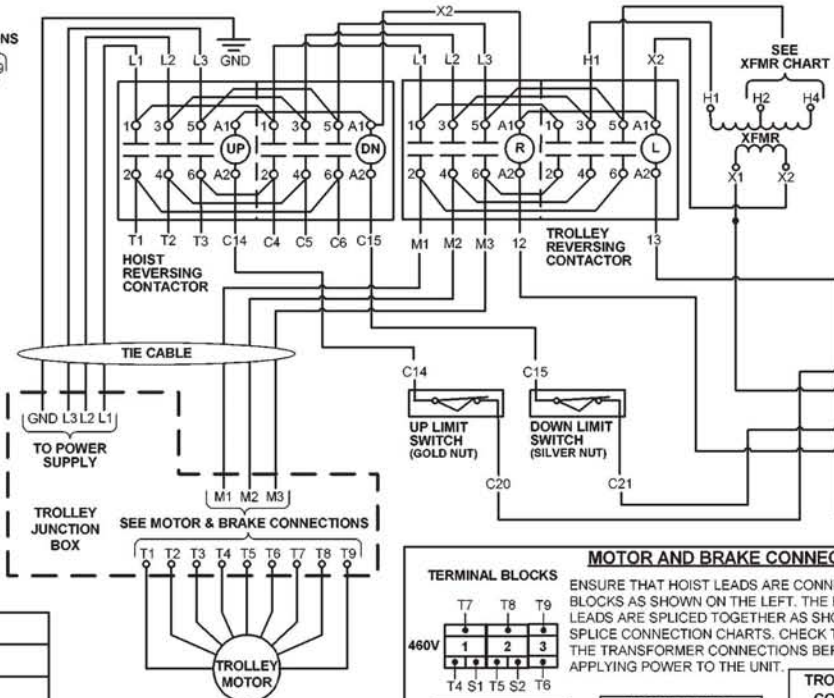 NS
X2
L1 L2 L3 GND L1 L2 L3 H1 X2
SEE
XFMR CHART
H1 H2 H4
XFMR
X1 X2
1 3 5 A1 1 3 5 A1
UP DN
2 4 6 A2 2 4 6 A2
1 3 5 A1 1 3 5 A1
R L
2 4 6 A2 2 4 6 A2
T1 T2 T3 C14 C4 C5 C6 C15
M1 M2 M3 12 13
HOIST
REVERSING
CONTACTOR
TROLLEY
REVERSING
CONTACTOR
TIE CABLE
C14 C15
UP LIMIT
SWITCH
(GOLD NUT)
DOWN LIMIT
SWITCH
(SILVER NUT)
C20 C21
GND L3 L2 L1
TO POWER
SUPPLY
M1 M2 M3
TROLLEY
JUNCTION
BOX
SEE MOTOR & BRAKE CONNECTIONS
T1 T2 T3 T4 T5 T6 T7 T8 T9
TROLLEY
MOTOR
MOTOR AND BRAKE CONNEC
TERMINAL BLOCKS
T7 T8 T9
460V 1 2 3
T4 S1 T5 S2 T6
ENSURE THAT HOIST LEADS ARE CONN
BLOCKS AS SHOWN ON THE LEFT. THE
LEADS ARE SPLICED TOGETHER AS SHO
SPLICE CONNECTION CHARTS. CHECK T
THE TRANSFORMER CONNECTIONS BEF
APPLYING POWER TO THE UNIT.
TRO